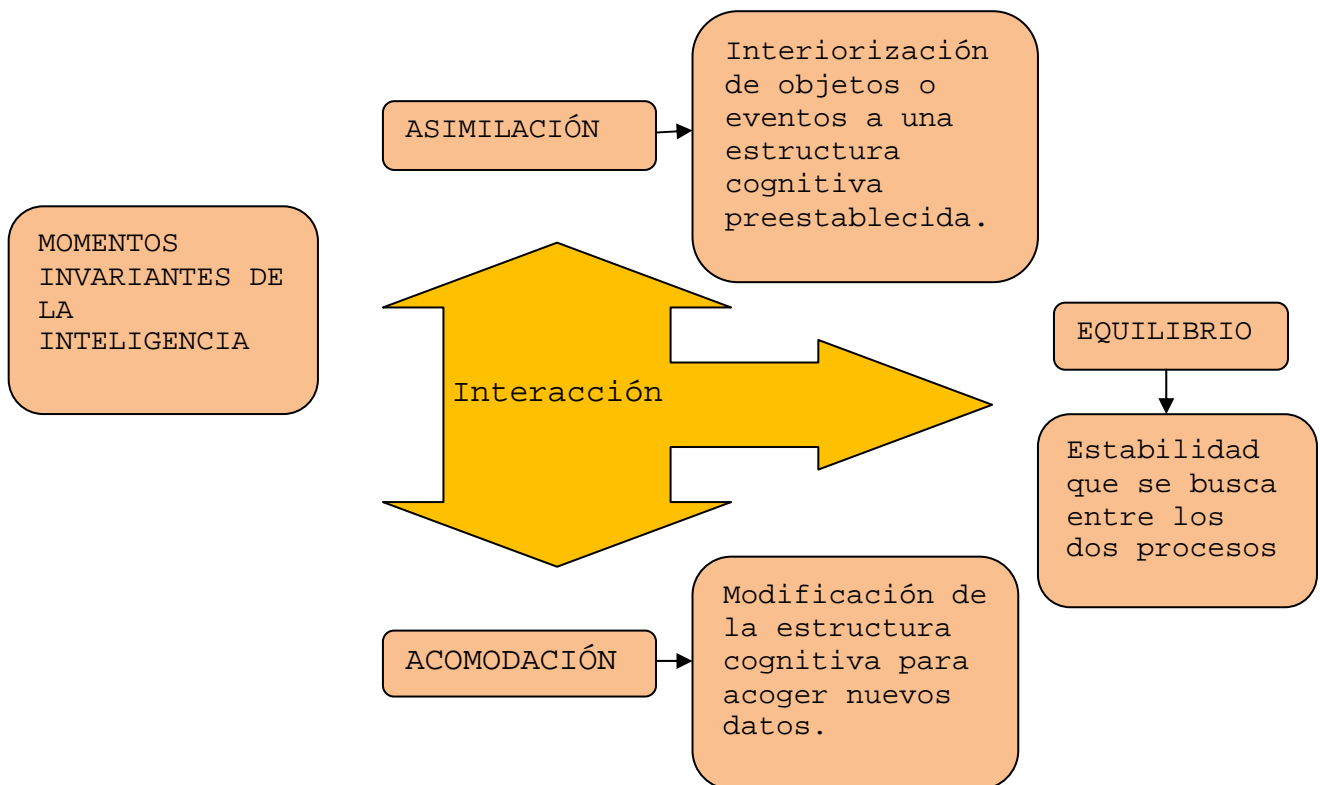 MOMENTOS
INVARIANTES DE
LA
INTELIGENCIA
ASIMILACIÓN
Interiorización
de objetos o
eventos a una
estructura
cognitiva
preestablecida.
Interacción
EQUILIBRIO
Estabilidad
que se busca
entre los
dos procesos
ACOMODACIÓN
Modificación de
la estructura
cognitiva para
acoger nuevos
datos.